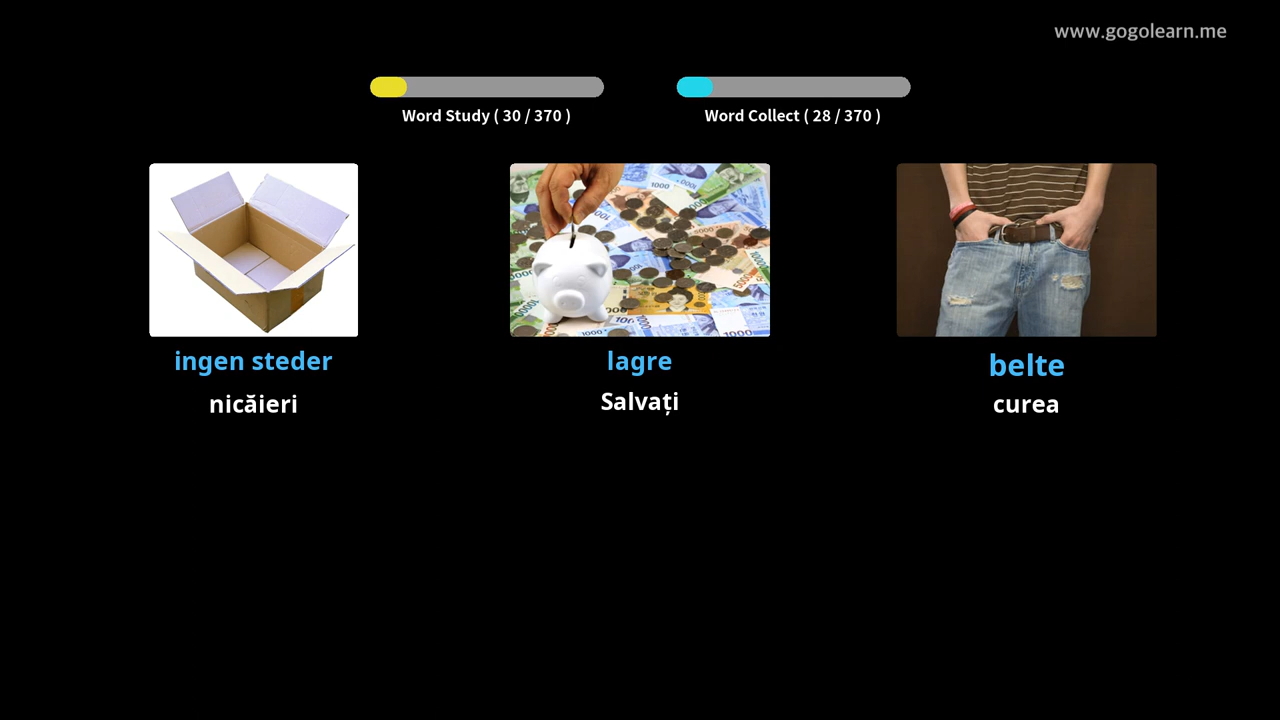 www.gogolearn.me
Word Study ( 30 / 370 )
Word Collect ( 28 / 370 )
ingen steder
lagre
belte
nicăieri
Salvați
curea